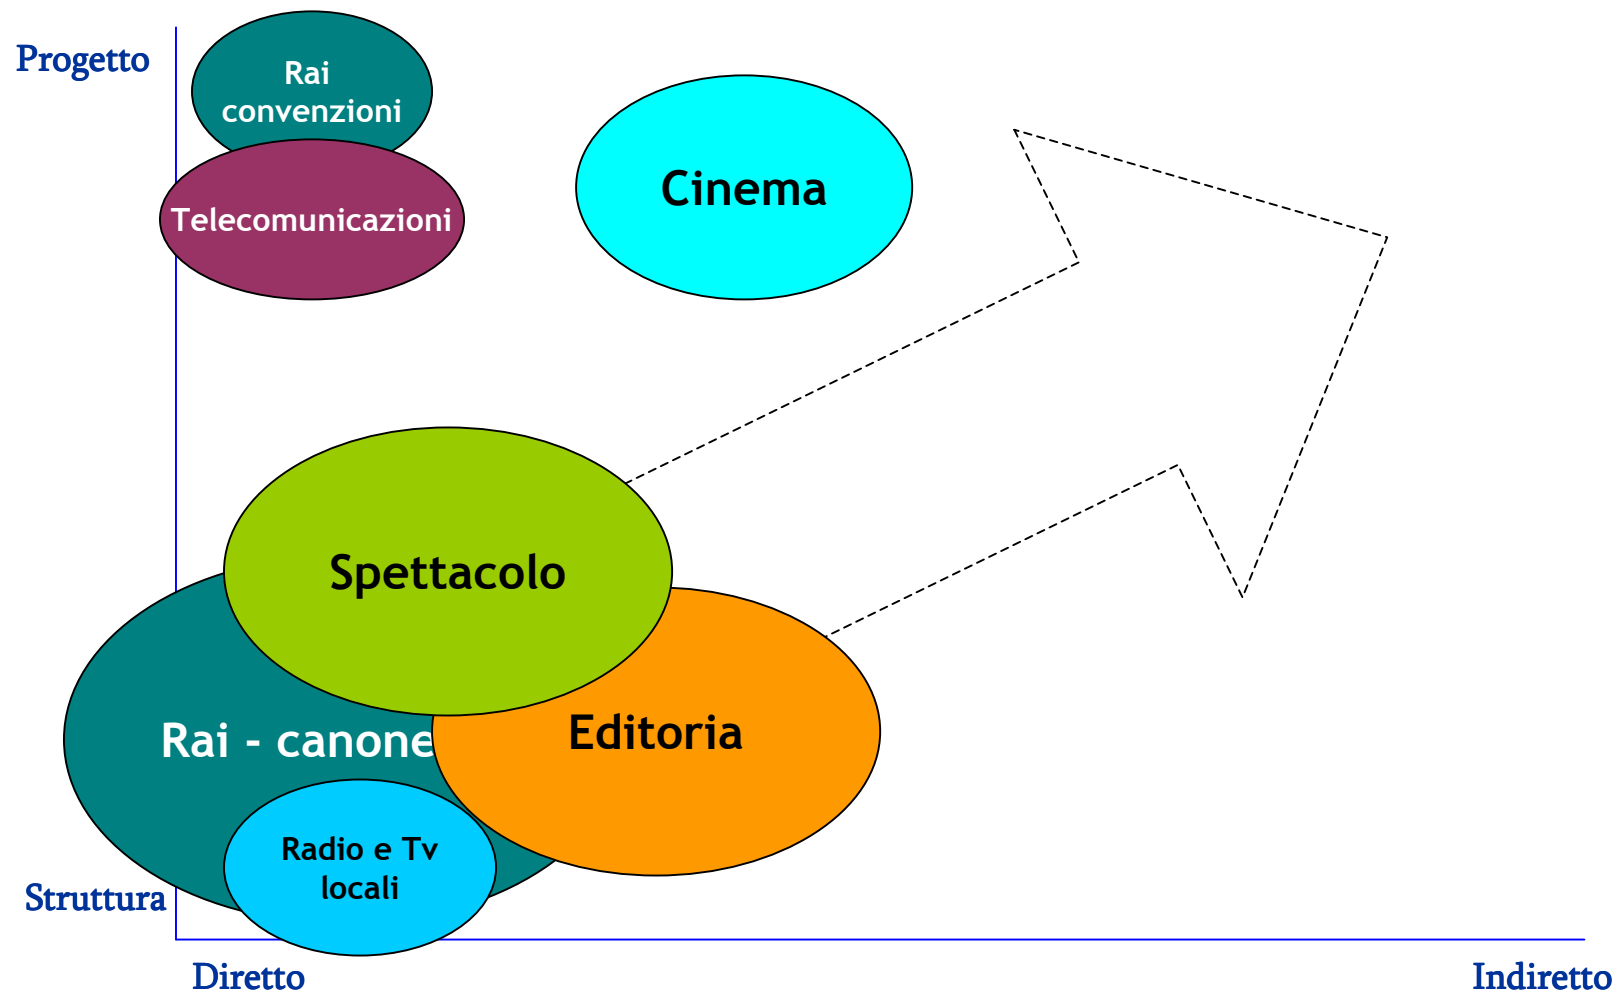 Progetto
Rai
convenzioni
Telecomunicazioni
Cinema
Spettacolo
Rai - canone
Editoria
Radio e Tv
locali
Struttura
Diretto
Indiretto